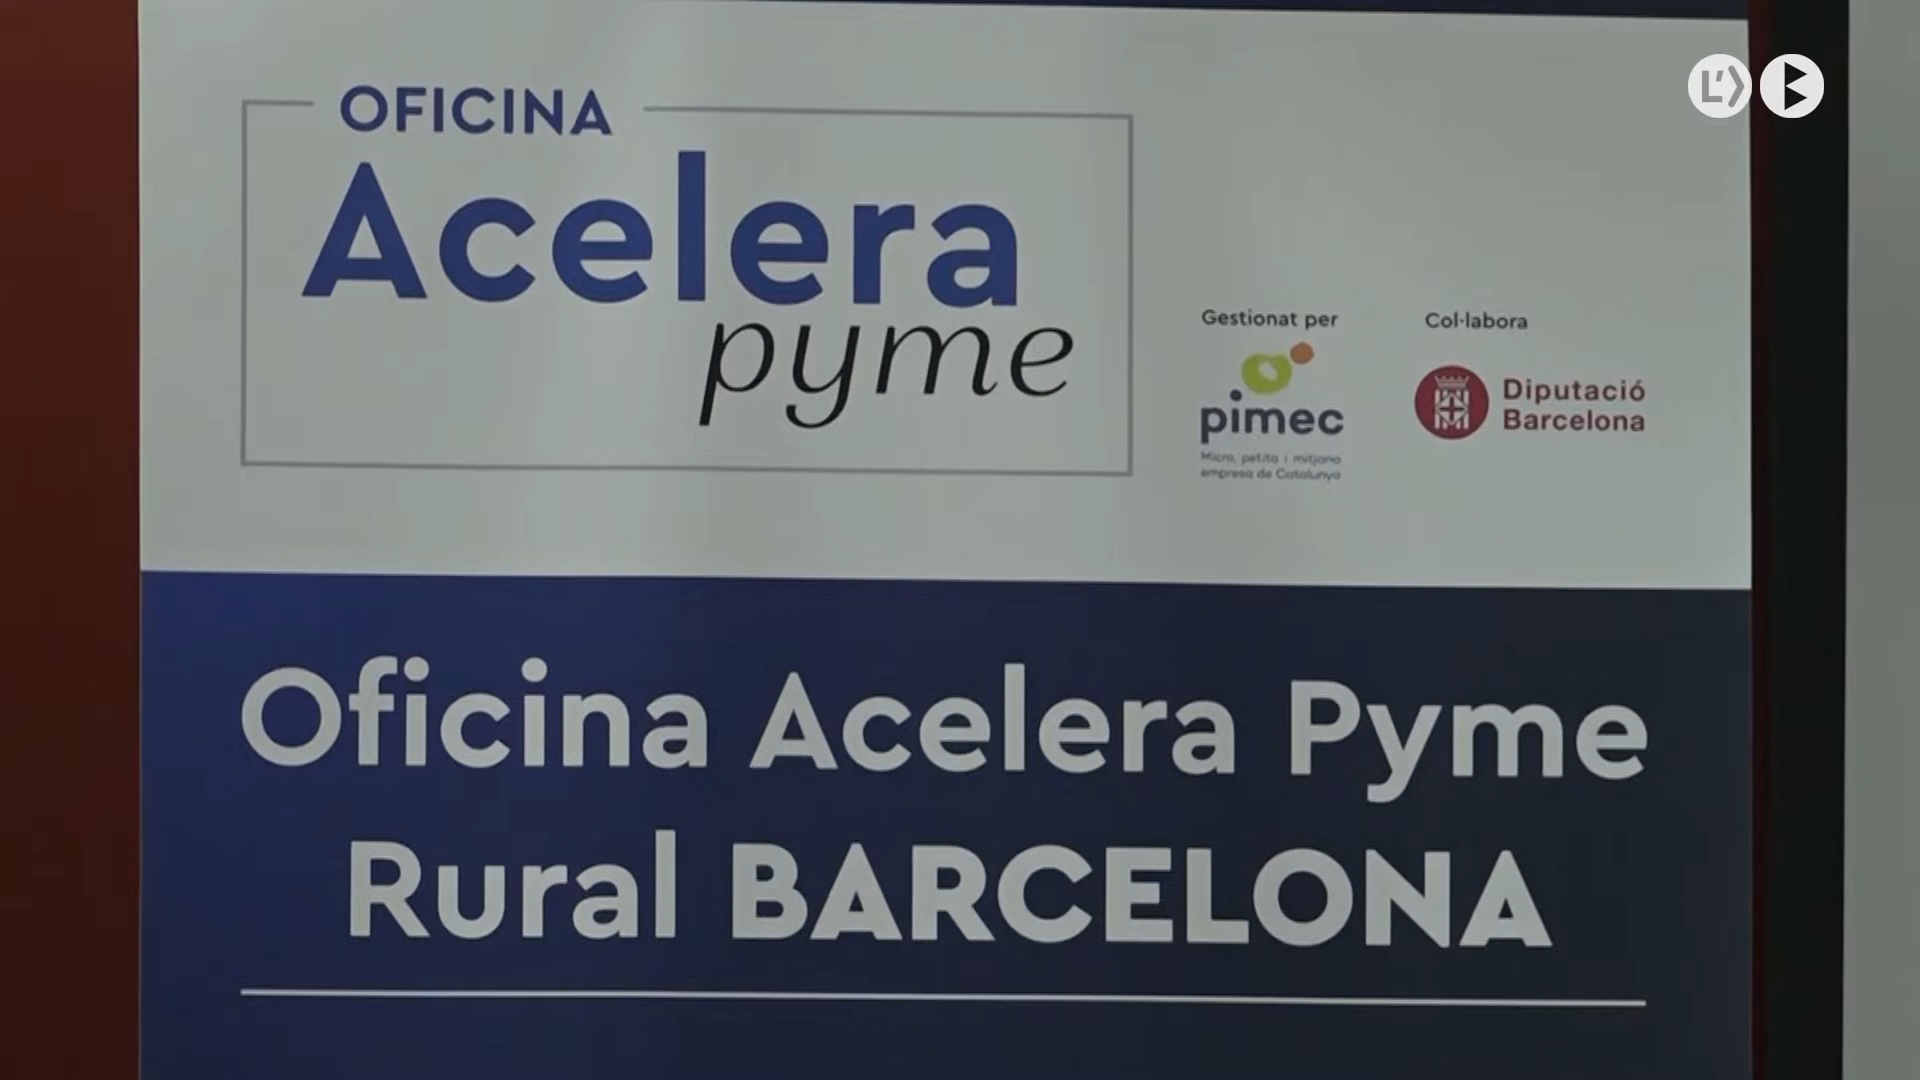 OFICINA
Acelera
pyme
Gestionat per
pimec
Micro, petita i mitjana
empresa de Catalunya
Col·labora
Diputació
Barcelona
Oficina Acelera Pyme
Rural BARCELONA